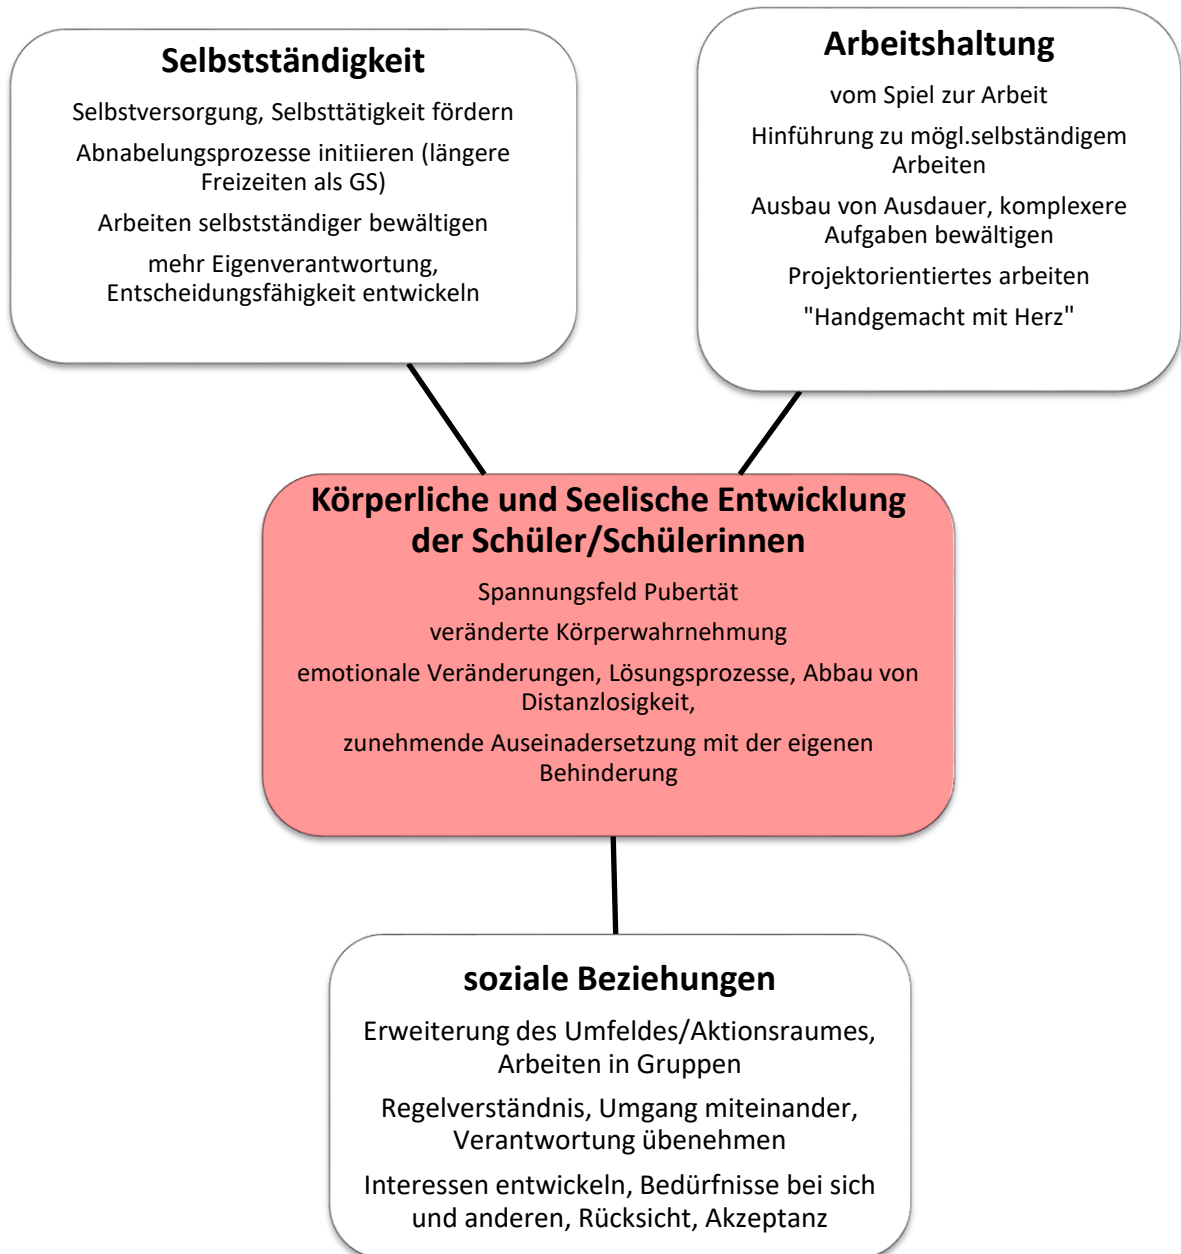 Selbstständigkeit
Selbstversorgung, Selbsttätigkeit fördern
Abnabelungsprozesse initiieren (längere
Freizeiten als GS)
Arbeiten selbstständiger bewältigen
mehr Eigenverantwortung,
Entscheidungsfähigkeit entwickeln
Arbeitshaltung
vom Spiel zur Arbeit
Hinführung zu mögl.selbständigem
Arbeiten
Ausbau von Ausdauer, komplexere
Aufgaben bewältigen
Projektorientiertes arbeiten
"Handgemacht mit Herz"
Körperliche und Seelische Entwicklung
der Schüler/Schülerinnen
Spannungsfeld Pubertät
veränderte Körperwahrnehmung
emotionale Veränderungen, Lösungsprozesse, Abbau von
Distanzlosigkeit,
zunehmende Auseinadersetzung mit der eigenen
Behinderung
soziale Beziehungen
Erweiterung des Umfeldes/Aktionsraumes,
Arbeiten in Gruppen
Regelverständnis, Umgang miteinander,
Verantwortung übenehmen
Interessen entwickeln, Bedürfnisse bei sich
und anderen, Rücksicht, Akzeptanz